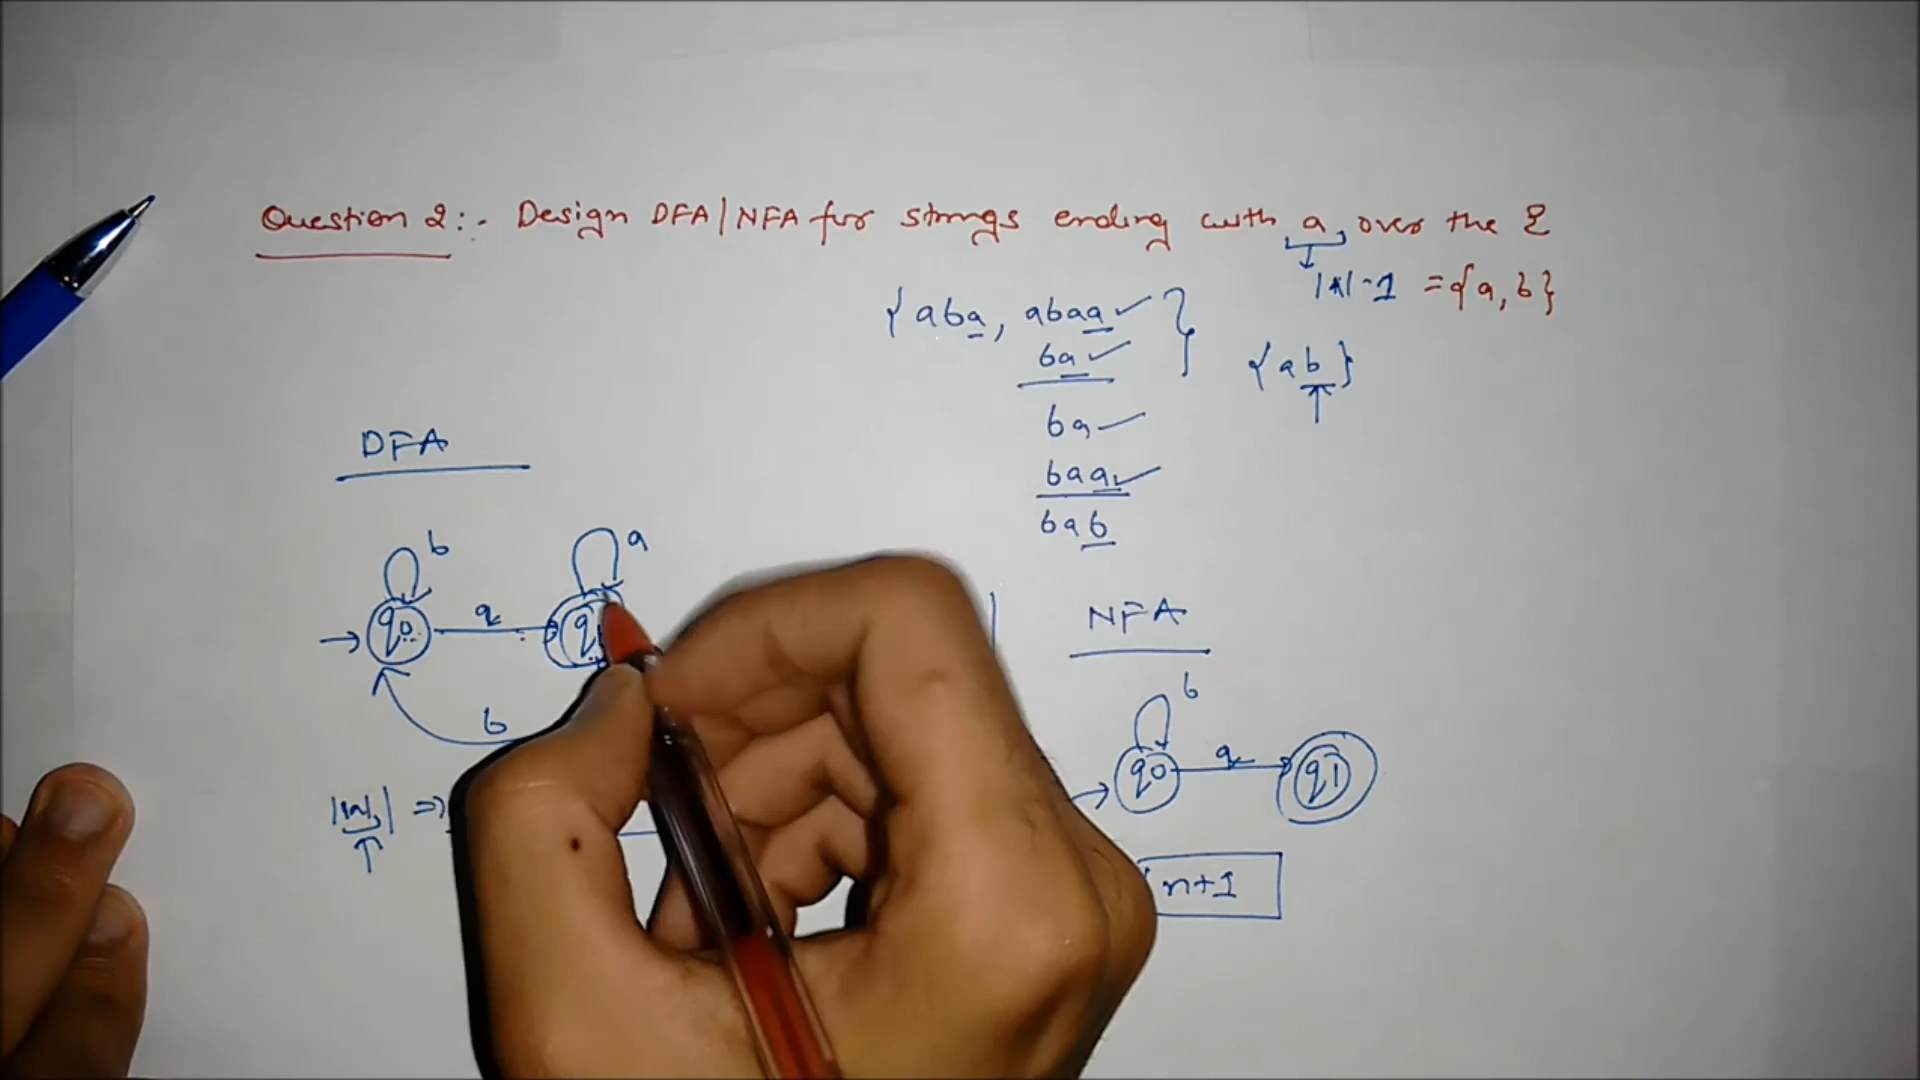 Question 2:- Design DFA/NFA for strings ending with a, over the Σ
|n|-1 = {a, b}
{aba, abaa
ba }
{ab}
ba
baa
bab
DFA
b
a
q0
a
b
NFA
b
q0
a
q1
n+1